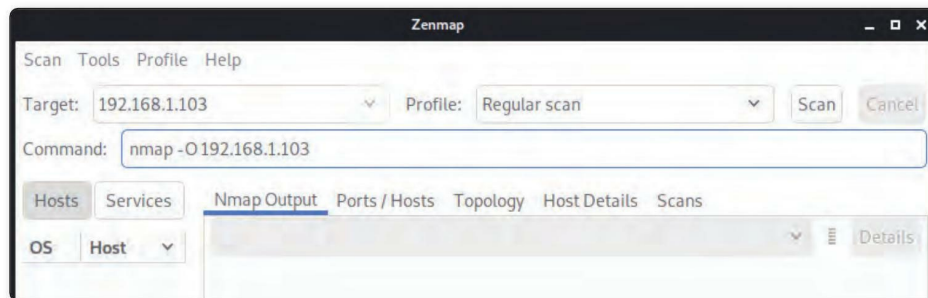 Zenmap
Scan Tools Profile Help
Target: 192.168.1.103 Profile: Regular scan Scan Cancel
Command: nmap -O 192.168.1.103
Hosts Services Nmap Output Ports / Hosts Topology Host Details Scans
OS Host Details